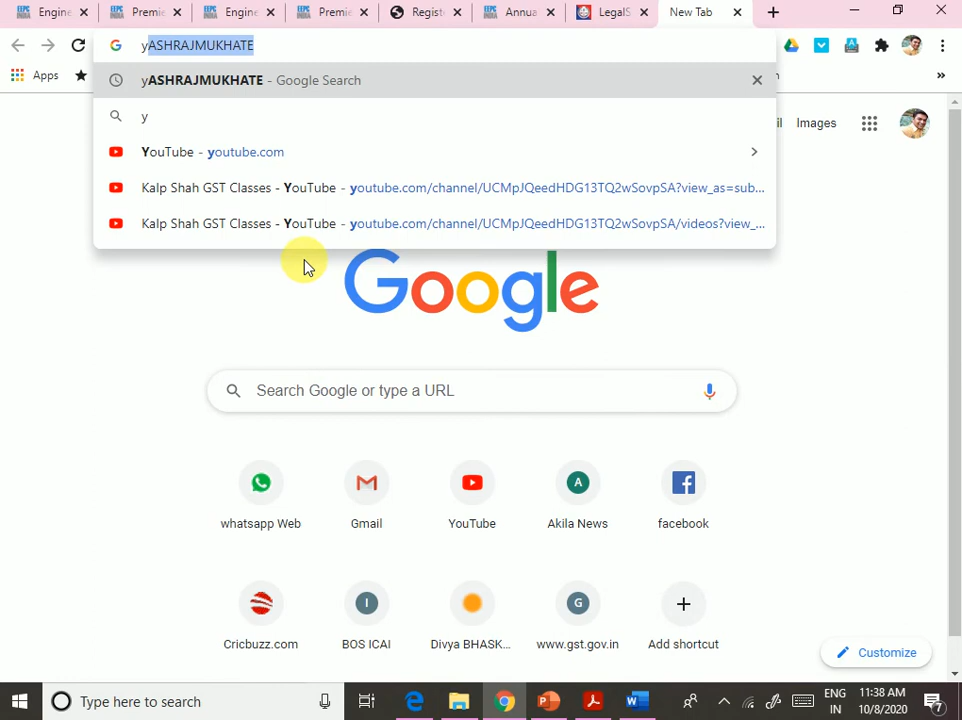 Engine
Premie
Engine
Premie
Regist
Annua
LegalS
New Tab
yASHRAJMUKHATE
Apps
»
yASHRAJMUKHATE - Google Search
y
YouTube - youtube.com
Kalp Shah GST Classes - YouTube - youtube.com/channel/UCMpJQeedHDG13TQ2wSovpSA?view_as=sub...
Kalp Shah GST Classes - YouTube - youtube.com/channel/UCMpJQeedHDG13TQ2wSovpSA/videos?view_...
Images
Google
Search Google or type a URL
whatsapp Web
Gmail
YouTube
A
Akila News
facebook
Cricbuzz.com
I
BOS ICAI
Divya BHASK...
G
www.gst.gov.in
Add shortcut
Customize
Type here to search
ENG
IN
11:38 AM
10/8/2020
7